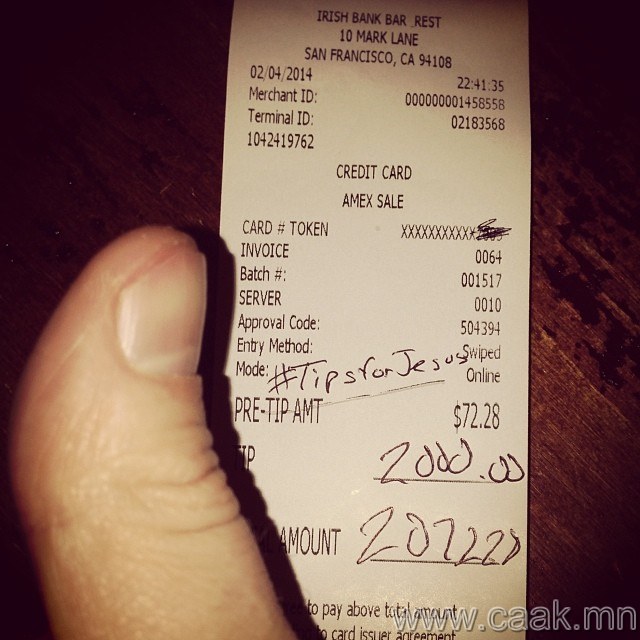 IRISH BANK BAR REST
10 MARK LANE
SAN FRANCISCO, CA 94108
02/04/2014 22:41:35
Merchant ID: 000000001458558
Terminal ID: 02183568
1042419762
CREDIT CARD
AMEX SALE
CARD # TOKEN XXXXXXXXXXX
INVOICE 0064
Batch #: 001517
SERVER 0010
Approval Code: 504394
Entry Method: Swiped
Mode: Online
#TipsforJesus
PRE-TIP AMT $72.28
TIP 2000.00
AMOUNT 207228
to pay above total amount
to card issuer agreement
www.caak.mn